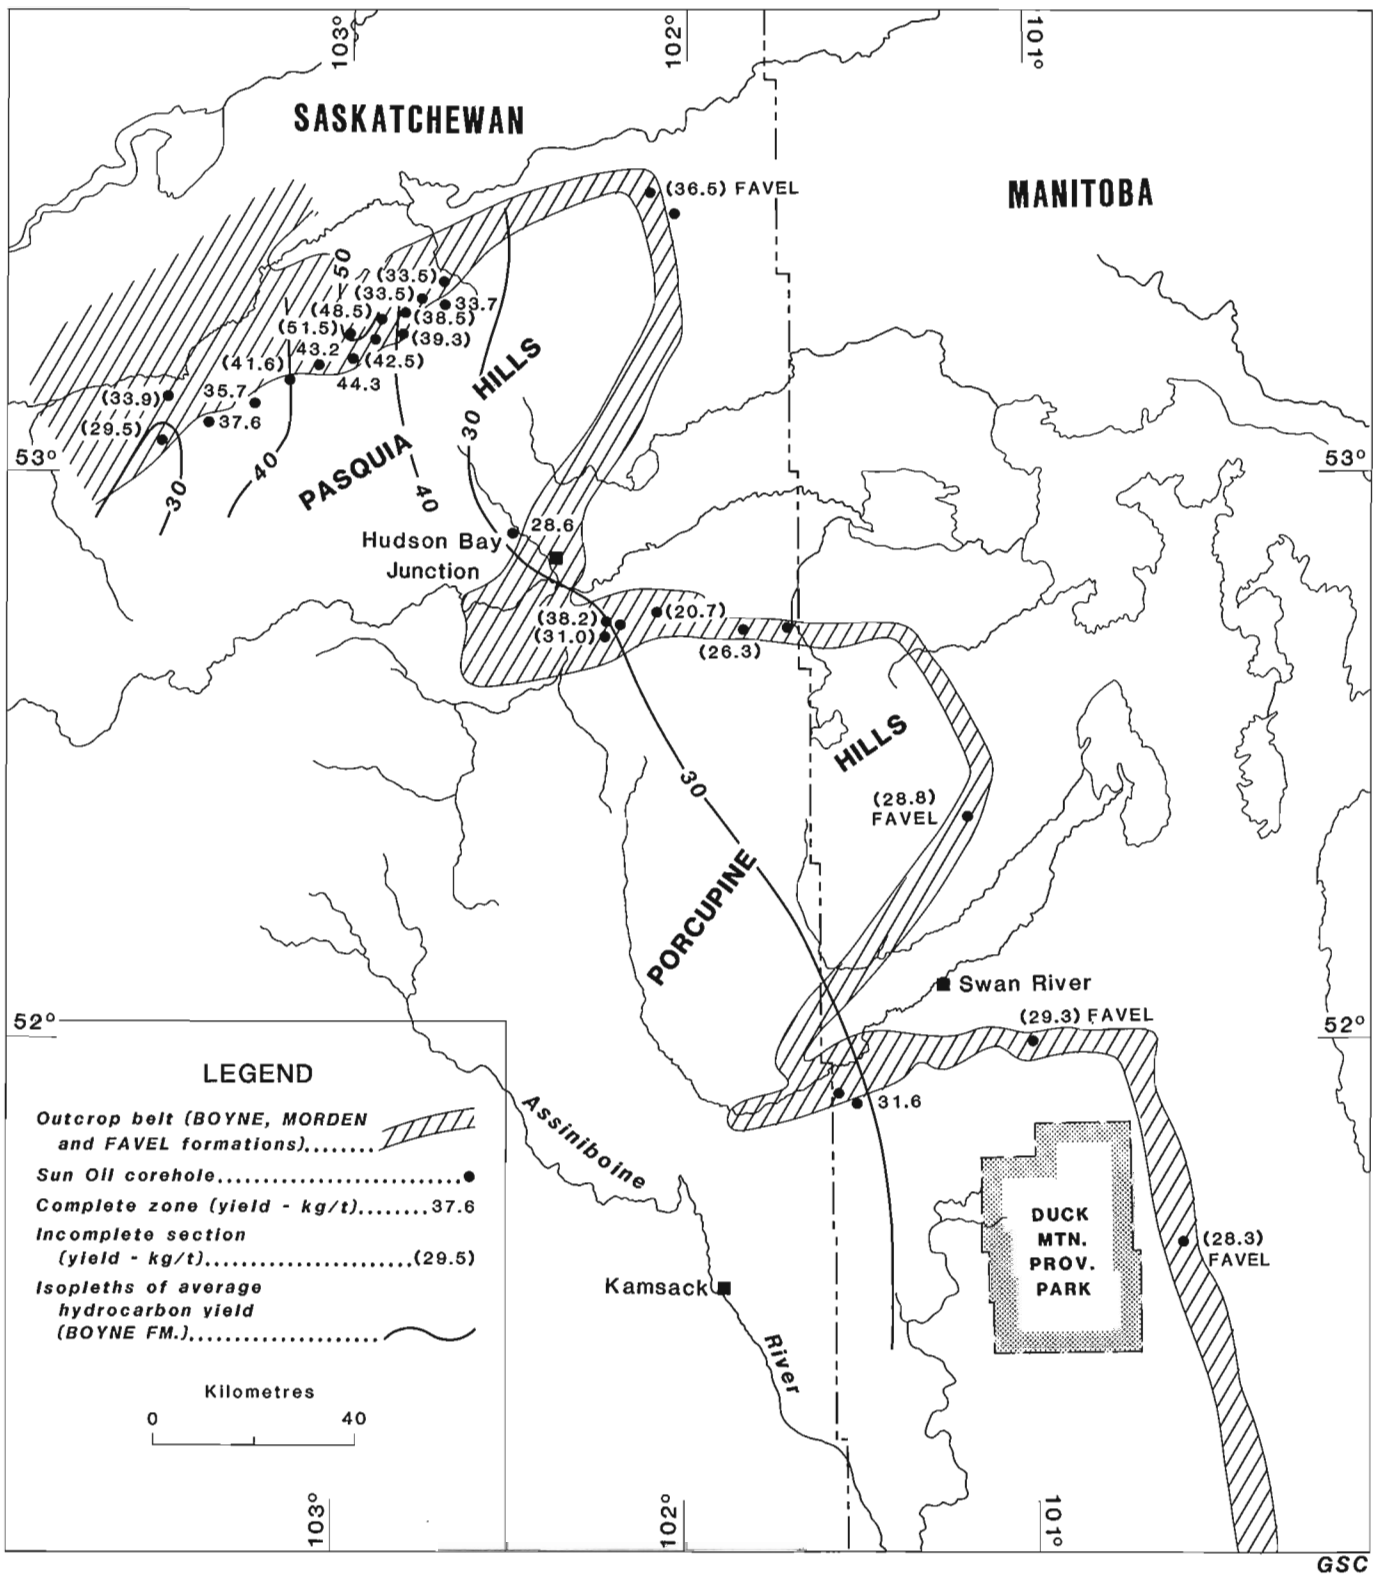 103°
102°
101°
SASKATCHEWAN
MANITOBA
(36.5) FAVEL
50
(33.5)
(33.5)
33.7
(48.5)
(38.5)
(51.5)
(39.3)
43.2
(42.5)
(41.6)
44.3
HILLS
(33.9)
35.7
37.6
(29.5)
30
53°
53°
40
30
PASQUIA
40
28.6
Hudson Bay
Junction
(38.2)
(20.7)
(31.0)
(26.3)
HILLS
30
(28.8)
FAVEL
PORCUPINE
Swan River
(29.3) FAVEL
52°
52°
31.6
LEGEND
Outcrop belt (BOYNE, MORDEN
and FAVEL formations)........
Sun Oil corehole............................
Complete zone (yield - kg/t)........37.6
Incomplete section
(yield - kg/t)........................(29.5)
Isopleths of average
hydrocarbon yield
(BOYNE FM.)......................
Kilometres
0 40
Assiniboine
River
Kamsack
DUCK
MTN.
PROV.
PARK
(28.3)
FAVEL
103°
102°
101°
GSC